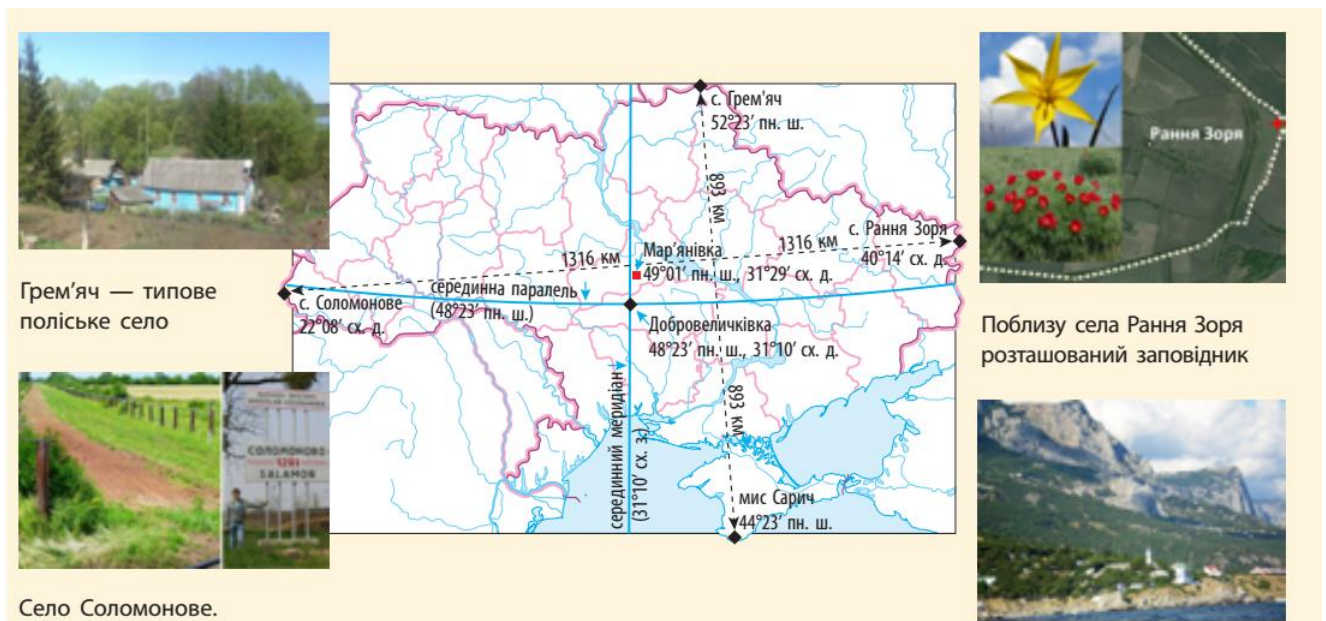 с. Грем'яч
52°23′ пн. ш.
893 км
с. Рання Зоря
1316 км
40°14′ сх. д.
1316 км
Мар'янівка
49°01′ пн. ш., 31°29′ сх. д.
серединна паралель
(48°23′ пн. ш.)
с. Соломонове
22°08′ сх. д.
Добровеличківка
48°23′ пн. ш., 31°10′ сх. д.
серединний меридіан
(31°10′ сх. з.)
893 км
мис Сарич
44°23′ пн. ш.
Грем’яч — типове
поліське село
СОЛОМОНОВО
1281
SALAMON
Село Соломонове.
Рання Зоря
Поблизу села Рання Зоря
розташований заповідник